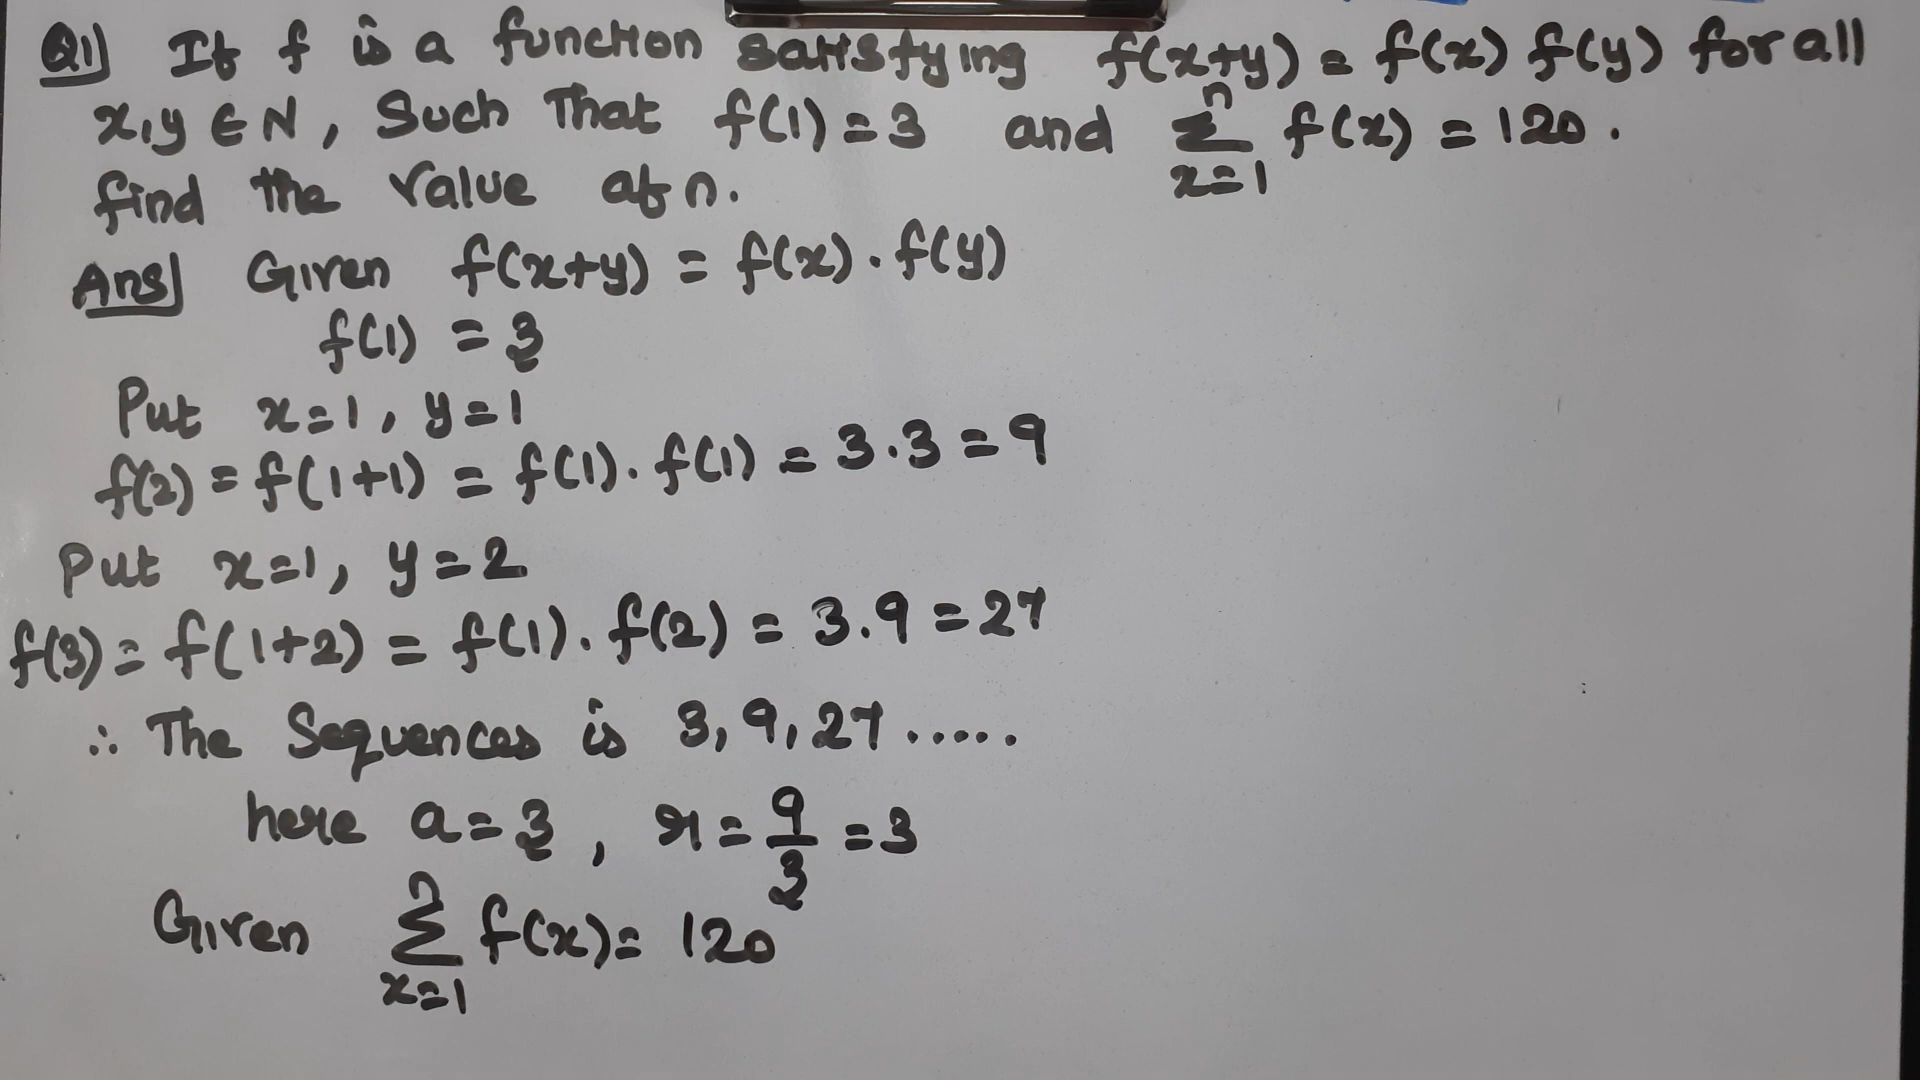 Q1) If f is a function satisfying f(x+y) = f(x) f(y) for all
x,y ∈ N, Such That f(1) = 3 and n∑x=1 f(x) = 120.
find the value of n.
Ans] Given f(x+y) = f(x) . f(y)
f(1) = 3
Put x=1, y=1
f(2) = f(1+1) = f(1). f(1) = 3.3 = 9
Put x=1, y=2
f(3) = f(1+2) = f(1). f(2) = 3.9 = 27
∴ The Sequences is 3, 9, 27 .....
here a=3, r = 9/3 = 3
Given n∑x=1 f(x) = 120